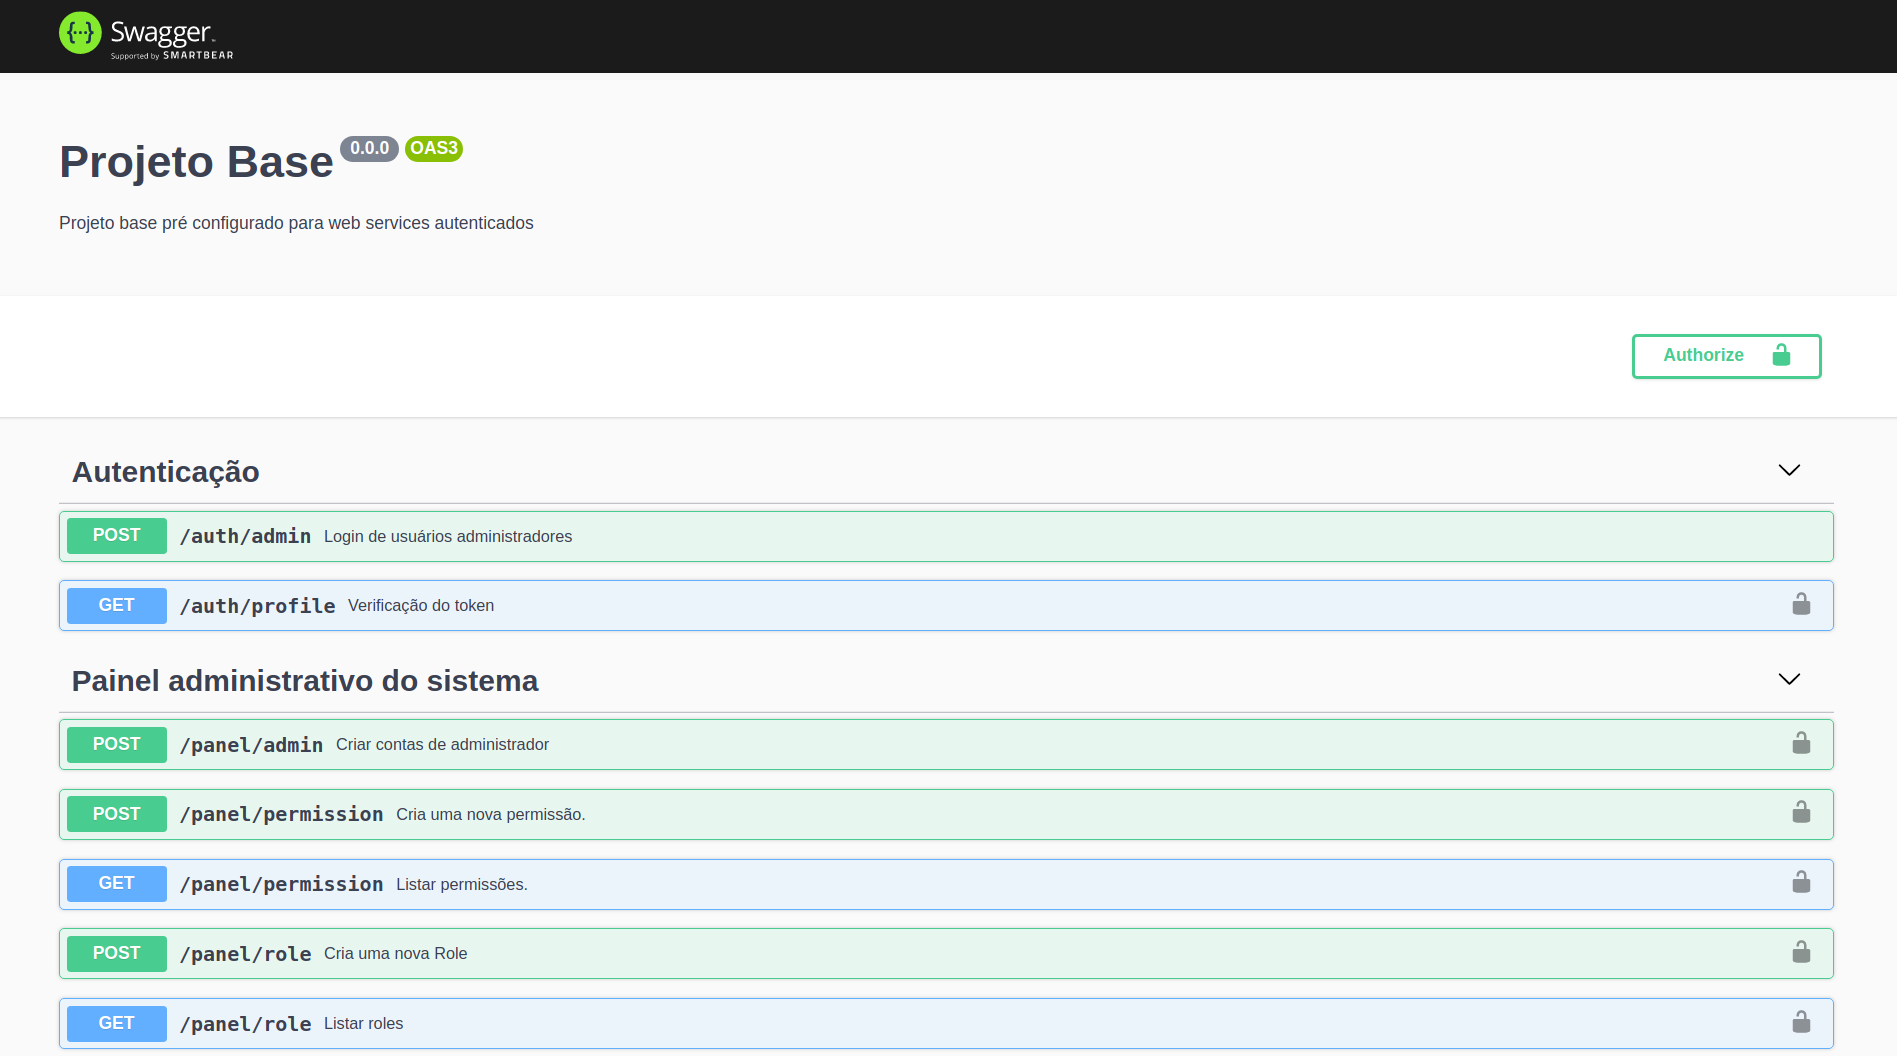 {···} Swagger™
Supported by SMARTBEAR
Projeto Base 0.0.0 OAS3
Projeto base pré configurado para web services autenticados
Authorize
Autenticação
POST /auth/admin Login de usuários administradores
GET /auth/profile Verificação do token
Painel administrativo do sistema
POST /panel/admin Criar contas de administrador
POST /panel/permission Cria uma nova permissão.
GET /panel/permission Listar permissões.
POST /panel/role Cria uma nova Role
GET /panel/role Listar roles